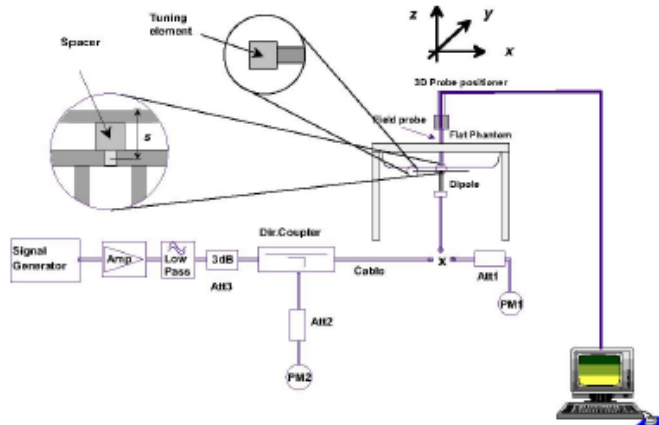 Tuning
element
Spacer
z
y
x
3D Probe positioner
Field probe
Flat Phantom
s
Dipole
Signal
Generator
Amp
Low
Pass
3dB
Att3
Dir.Coupler
Cable
x
Att1
PM1
Att2
PM2